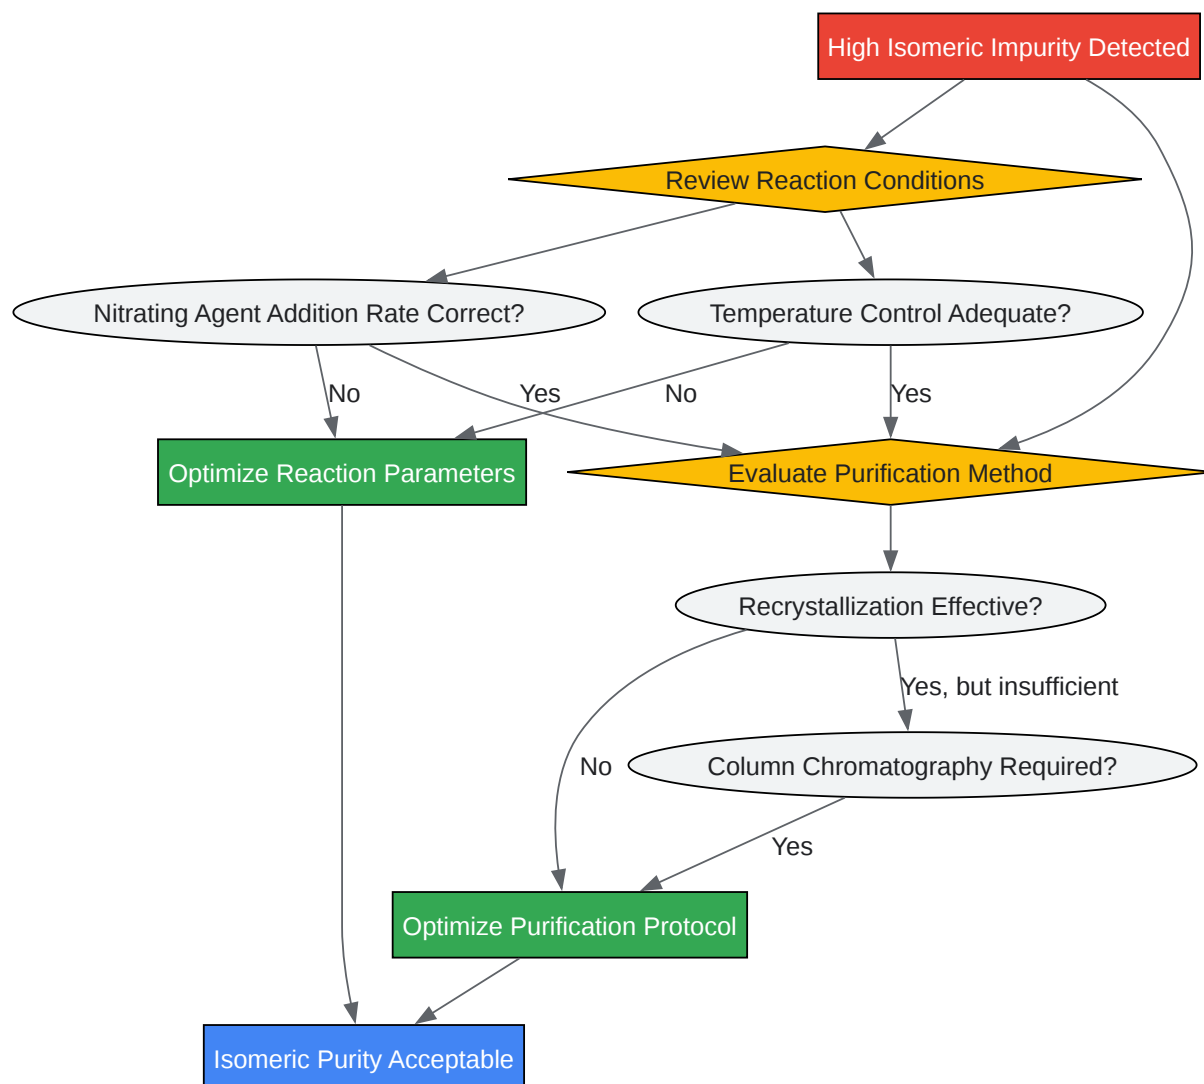 High Isomeric Impurity Detected
Review Reaction Conditions
Nitrating Agent Addition Rate Correct?
Temperature Control Adequate?
No
Yes
No
Yes
Optimize Reaction Parameters
Evaluate Purification Method
Recrystallization Effective?
Yes, but insufficient
No
Column Chromatography Required?
Yes
Optimize Purification Protocol
Isomeric Purity Acceptable